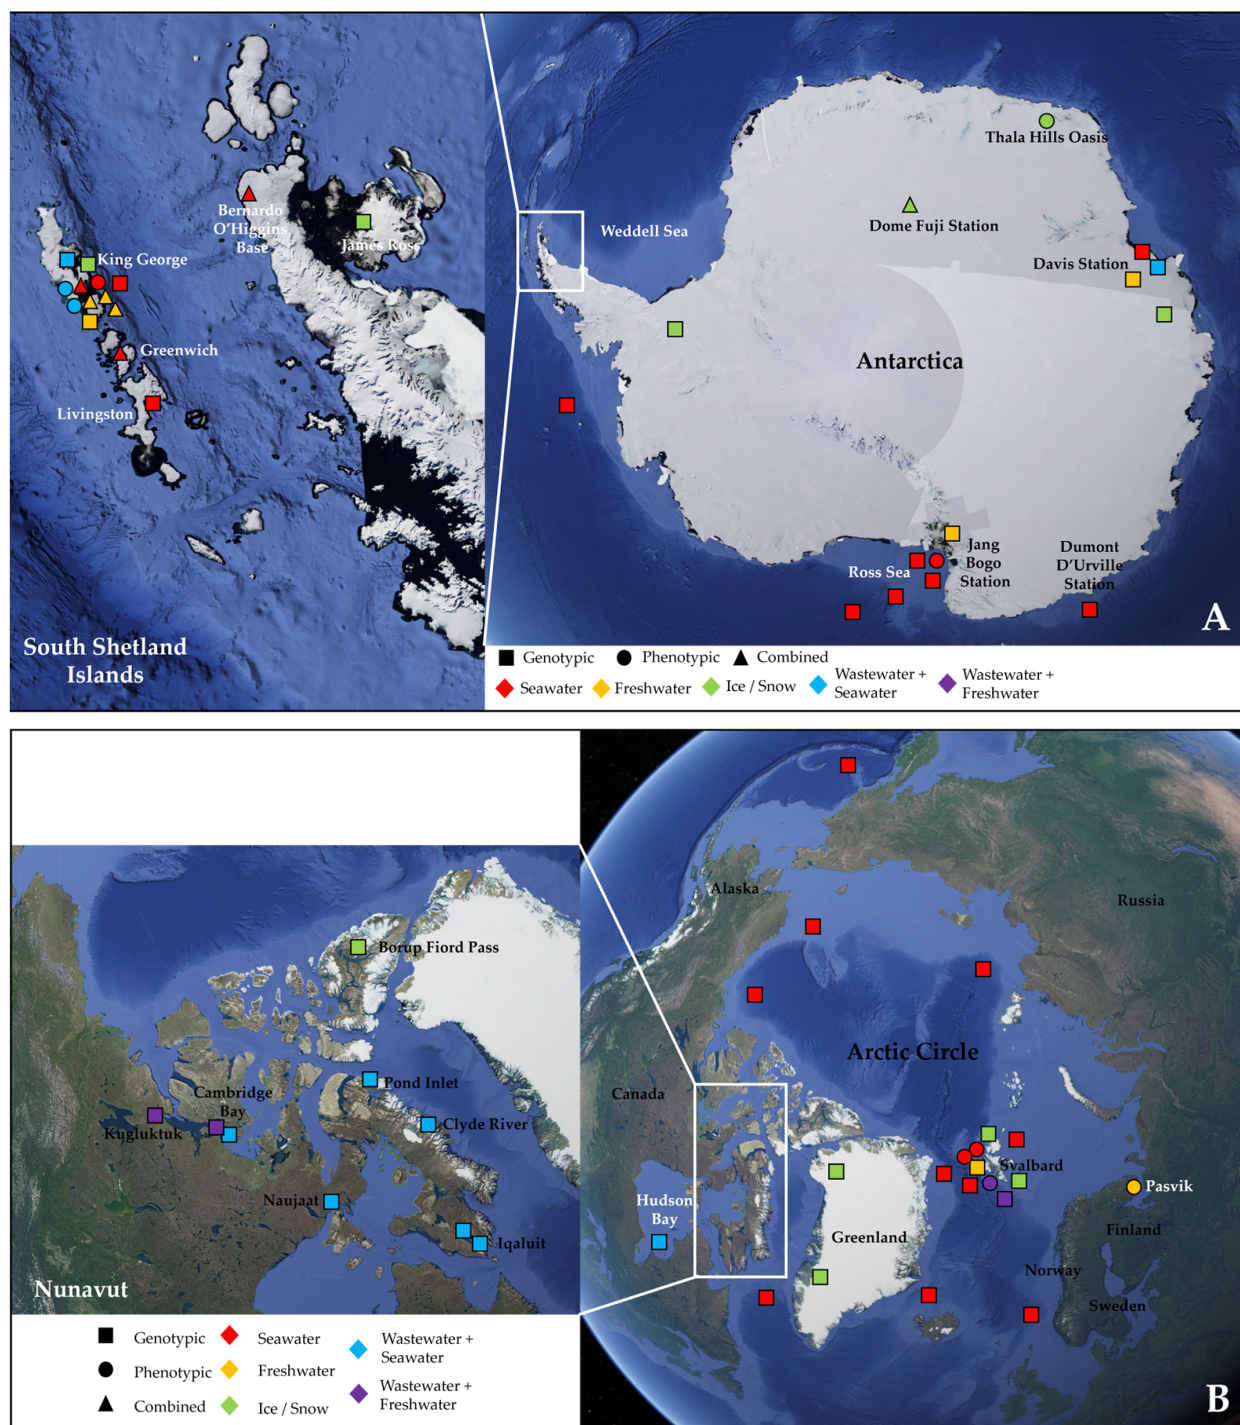 Bernardo
O'Higgins
Base
James Ross
King George
Greenwich
Livingston
South Shetland
Islands
Thala Hills Oasis
Dome Fuji Station
Weddell Sea
Davis Station
Antarctica
Ross Sea
Jang
Bogo
Station
Dumont
D'Urville
Station
A
Genotypic
Phenotypic
Combined
Seawater
Freshwater
Ice / Snow
Wastewater +
Seawater
Wastewater +
Freshwater
Borup Fiord Pass
Pond Inlet
Cambridge
Bay
Clyde River
Kugluktuk
Naujaat
Iqaluit
Nunavut
Genotypic
Seawater
Wastewater +
Seawater
Phenotypic
Freshwater
Wastewater +
Freshwater
Combined
Ice / Snow
Alaska
Russia
Arctic Circle
Canada
Svalbard
Pasvik
Hudson
Bay
Greenland
Finland
Norway
Sweden
B